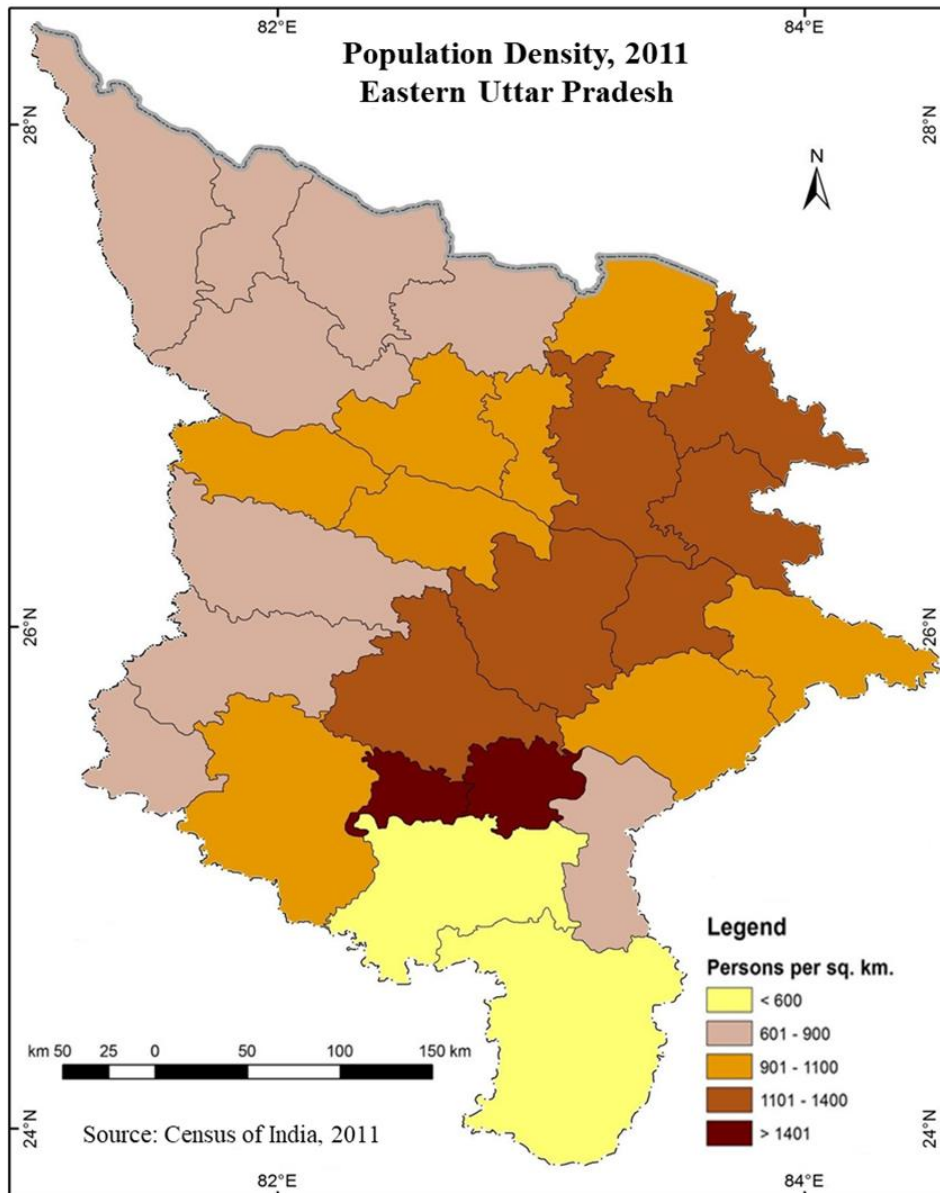 82°E
84°E
Population Density, 2011
Eastern Uttar Pradesh
28°N
28°N
N
26°N
26°N
Legend
Persons per sq. km.
< 600
601 - 900
901 - 1100
1101 - 1400
> 1401
km 50 25 0 50 100 150 km
Source: Census of India, 2011
24°N
24°N
82°E
84°E